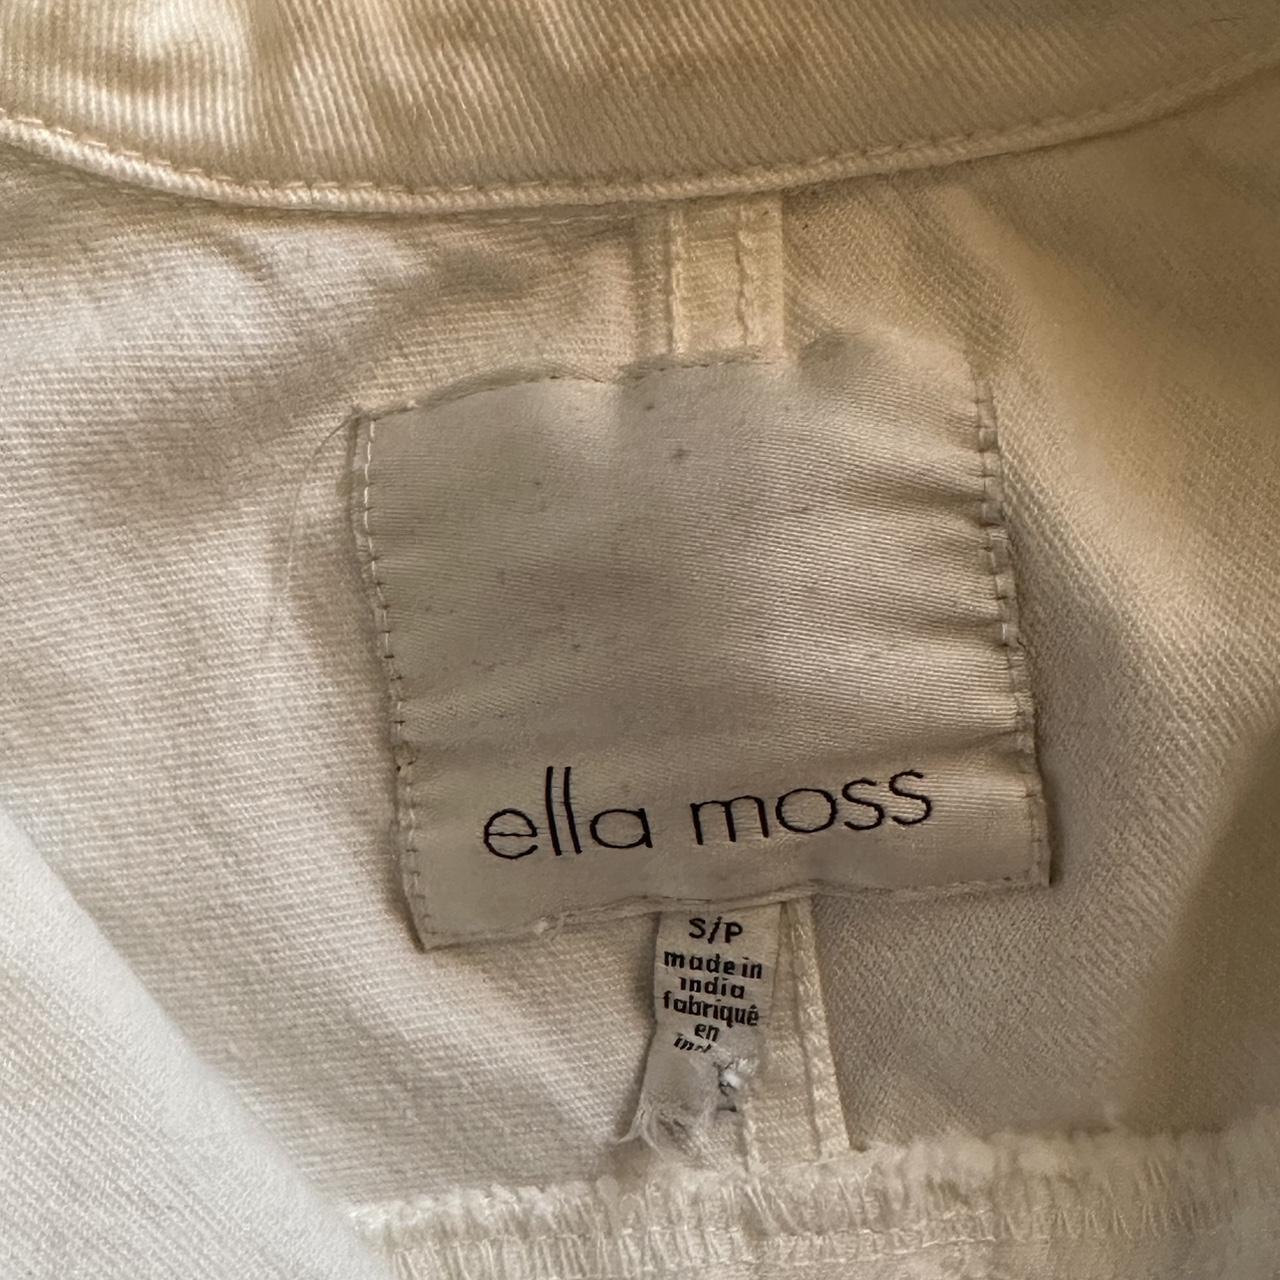 ella moss
S/P
made in
india
fabriqué
en